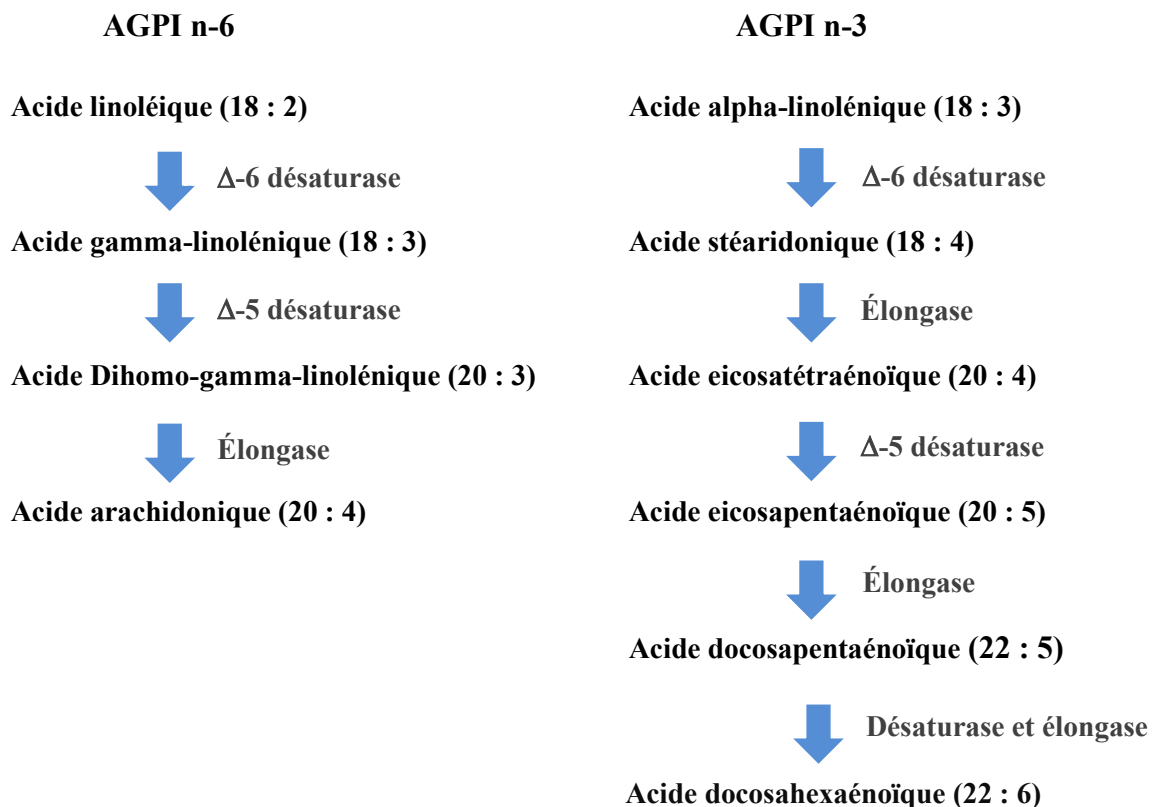 AGPI n-6
Acide linoléique (18 : 2)
Δ-6 désaturase
Acide gamma-linolénique (18 : 3)
Δ-5 désaturase
Acide Dihomo-gamma-linolénique (20 : 3)
Élongase
Acide arachidonique (20 : 4)
AGPI n-3
Acide alpha-linolénique (18 : 3)
Δ-6 désaturase
Acide stéaridonique (18 : 4)
Élongase
Acide eicosatétraénoïque (20 : 4)
Δ-5 désaturase
Acide eicosapentaénoïque (20 : 5)
Élongase
Acide docosapentaénoïque (22 : 5)
Désaturase et élongase
Acide docosahexaénoïque (22 : 6)